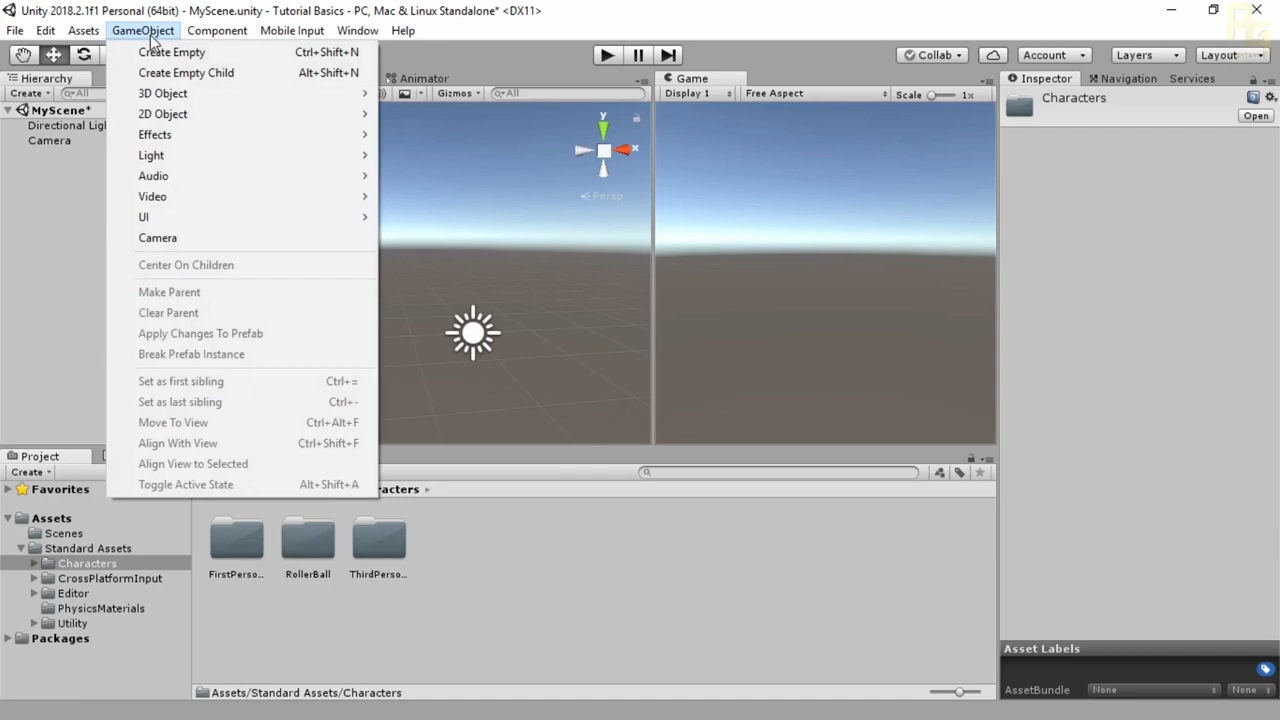 Unity 2018.2.1f1 Personal (64bit) - MyScene.unity - Tutorial Basics - PC, Mac & Linux Standalone* <DX11>
File Edit Assets GameObject Component Mobile Input Window Help
Collab Account Layers Layout
Hierarchy
Create All
MyScene*
Directional Ligh
Camera
Create Empty Ctrl+Shift+N
Create Empty Child Alt+Shift+N
3D Object
2D Object
Effects
Light
Audio
Video
UI
Camera
Center On Children
Make Parent
Clear Parent
Apply Changes To Prefab
Break Prefab Instance
Set as first sibling Ctrl+=
Set as last sibling Ctrl+-
Move To View Ctrl+Alt+F
Align With View Ctrl+Shift+F
Align View to Selected
Toggle Active State Alt+Shift+A
Animator
Gizmos All
y
x
Persp
Game
Display 1 Free Aspect Scale 1x
Inspector Navigation Services
Characters
Open
Project
Create
Favorites
Assets
Scenes
Standard Assets
Characters
CrossPlatformInput
Editor
PhysicsMaterials
Utility
Packages
aracters
FirstPerso... RollerBall ThirdPerso...
Assets/Standard Assets/Characters
Asset Labels
AssetBundle None None